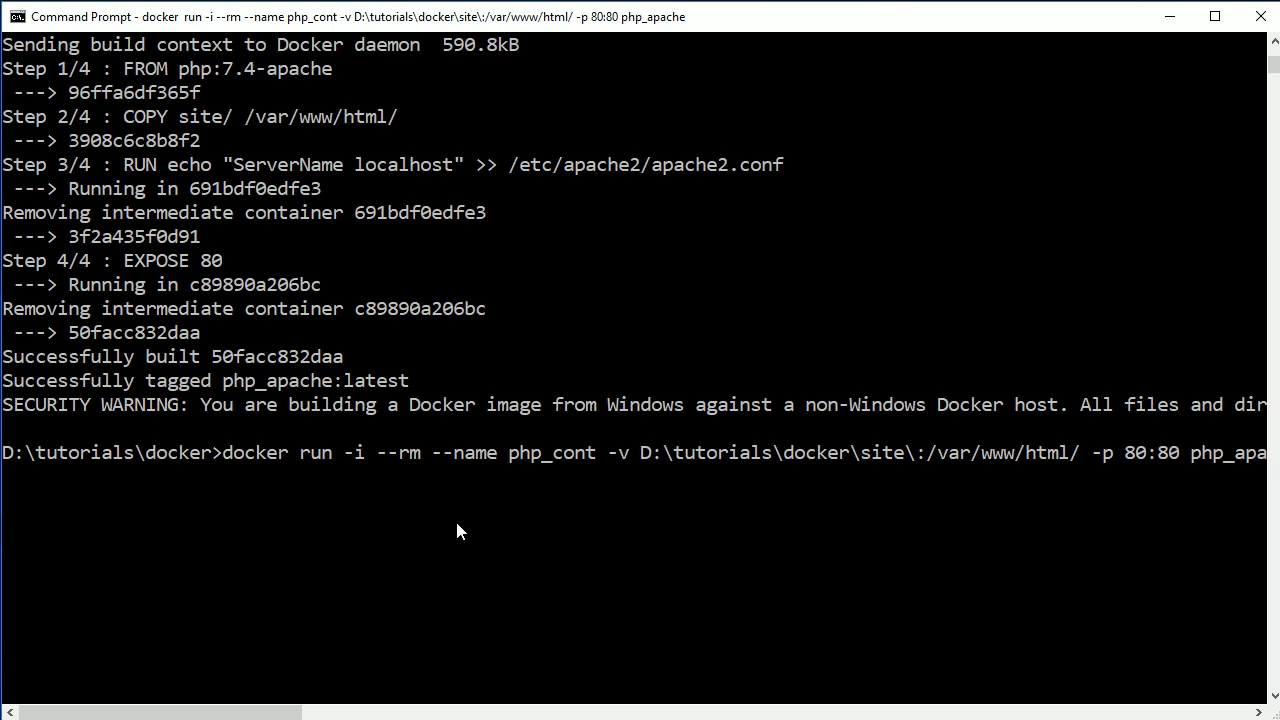 Command Prompt - docker run -i --rm --name php_cont -v D:\tutorials\docker\site\:/var/www/html/ -p 80:80 php_apache
Sending build context to Docker daemon  590.8kB
Step 1/4 : FROM php:7.4-apache
 ---> 96ffa6df365f
Step 2/4 : COPY site/ /var/www/html/
 ---> 3908c6c8b8f2
Step 3/4 : RUN echo "ServerName localhost" >> /etc/apache2/apache2.conf
 ---> Running in 691bdf0edfe3
Removing intermediate container 691bdf0edfe3
 ---> 3f2a435f0d91
Step 4/4 : EXPOSE 80
 ---> Running in c89890a206bc
Removing intermediate container c89890a206bc
 ---> 50facc832daa
Successfully built 50facc832daa
Successfully tagged php_apache:latest
SECURITY WARNING: You are building a Docker image from Windows against a non-Windows Docker host. All files and dir
D:\tutorials\docker>docker run -i --rm --name php_cont -v D:\tutorials\docker\site\:/var/www/html/ -p 80:80 php_apa